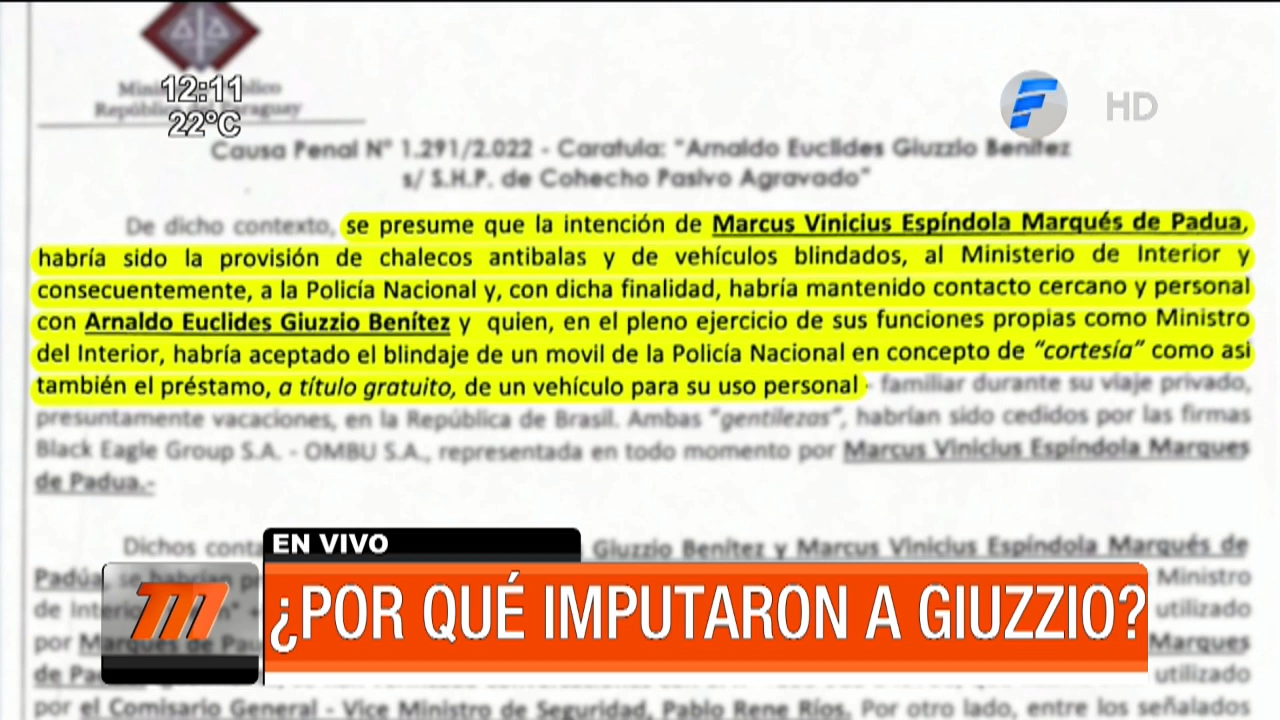 12:11
22°C
HD
Causa Penal N° 1.291/2.022 - Caratula: "Arnaldo Euclides Giuzzio Benítez
s/ S.H.P. de Cohecho Pasivo Agravado"
De dicho contexto, se presume que la intención de Marcus Vinicius Espíndola Marqués de Padua,
habría sido la provisión de chalecos antibalas y de vehículos blindados, al Ministerio de Interior y
consecuentemente, a la Policía Nacional y, con dicha finalidad, habría mantenido contacto cercano y personal
con Arnaldo Euclides Giuzzio Benítez y quien, en el pleno ejercicio de sus funciones propias como Ministro
del Interior, habría aceptado el blindaje de un movil de la Policía Nacional en concepto de "cortesía" como asi
también el préstamo, a título gratuito, de un vehículo para su uso personal - familiar durante su viaje privado,
presuntamente vacaciones, en la República de Brasil. Ambas "gentilezas", habrían sido cedidos por las firmas
Black Eagle Group S.A. - OMBU S.A., representada en todo momento por Marcus Vinicius Espíndola Marques
de Padua.-
Dichos Giuzzio Benítez y Marcus Vinicius Espíndola Marqués de
Padúa, Ministro
de utilizado
por Marques
de utilizado
por el Comisario General - Vice Ministro de Seguridad, Pablo Rene Ríos. Por otro lado, entre los señalados
EN VIVO
¿POR QUÉ IMPUTARON A GIUZZIO?